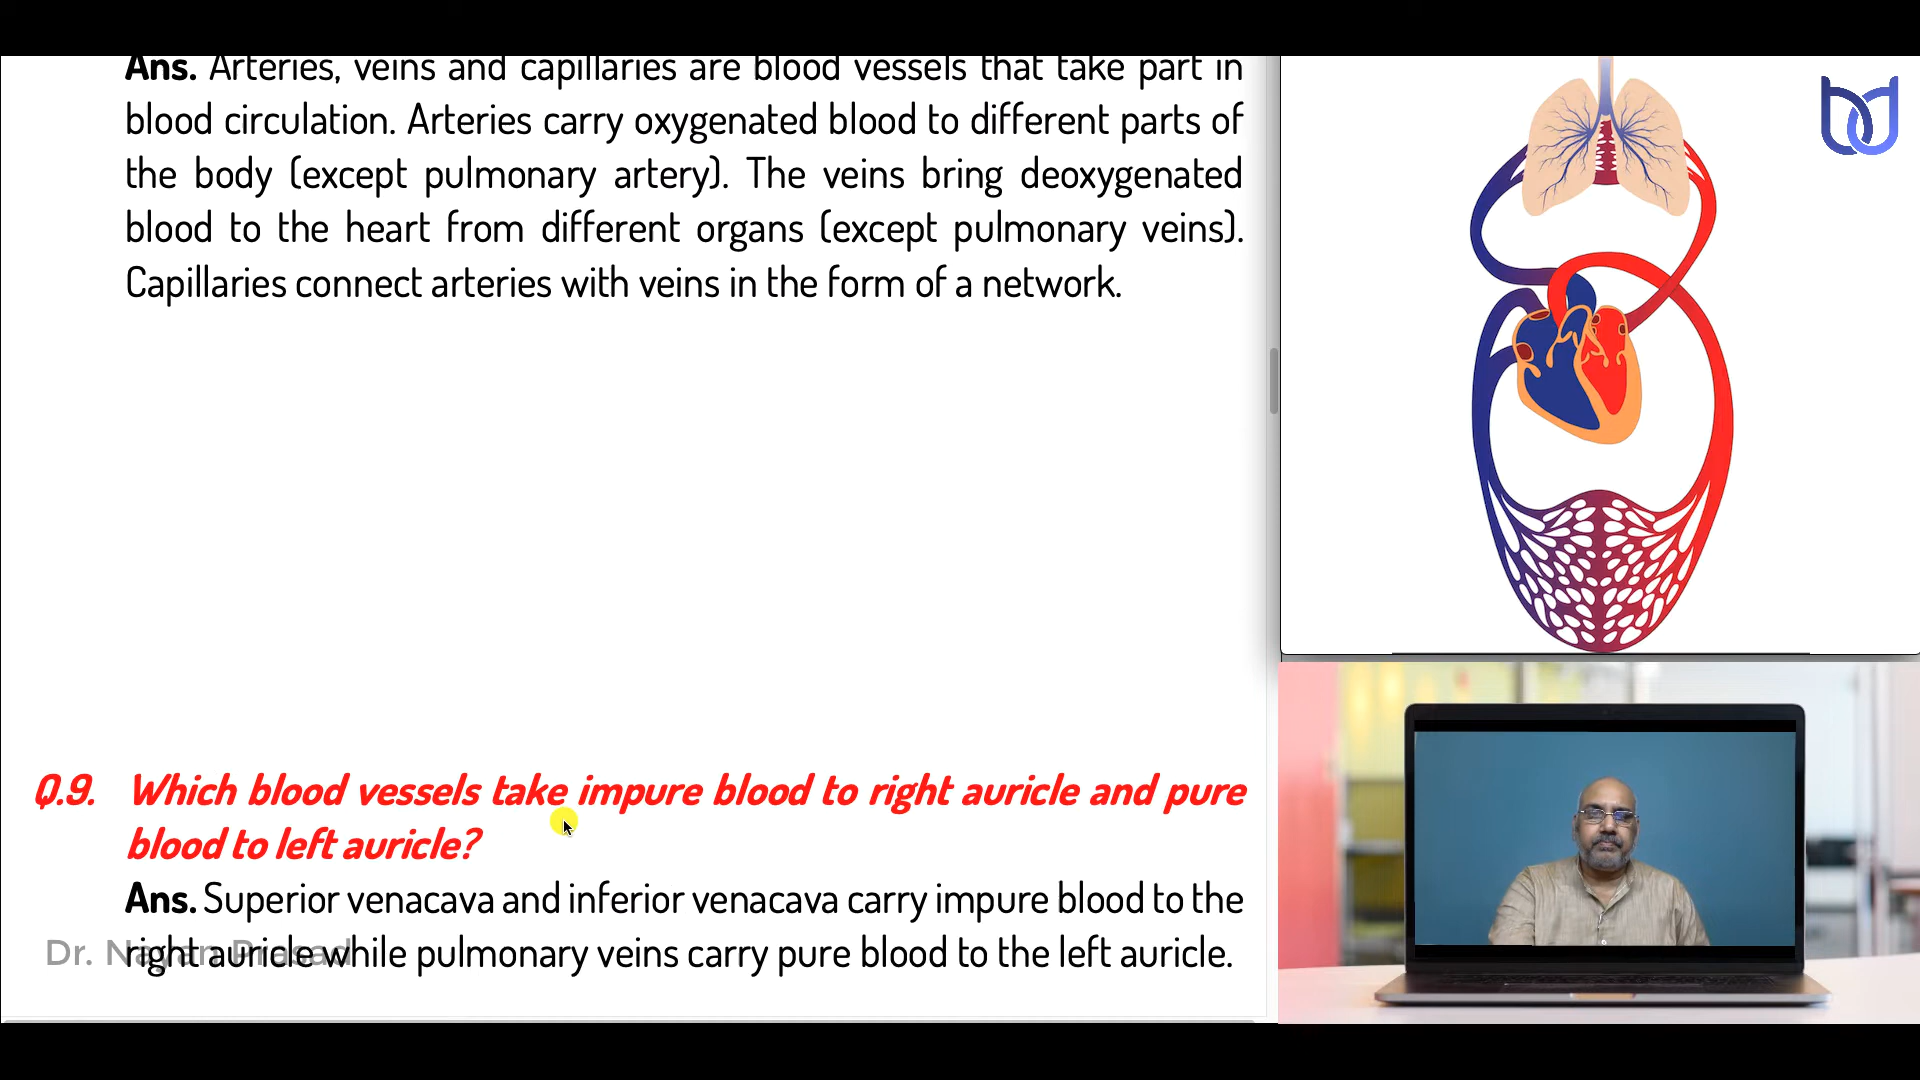 Ans. Arteries, veins and capillaries are blood vessels that take part in
blood circulation. Arteries carry oxygenated blood to different parts of
the body (except pulmonary artery). The veins bring deoxygenated
blood to the heart from different organs (except pulmonary veins).
Capillaries connect arteries with veins in the form of a network.
Q.9. Which blood vessels take impure blood to right auricle and pure
blood to left auricle?
Ans. Superior venacava and inferior venacava carry impure blood to the
right auricle while pulmonary veins carry pure blood to the left auricle.
Dr. Nayan Prasad